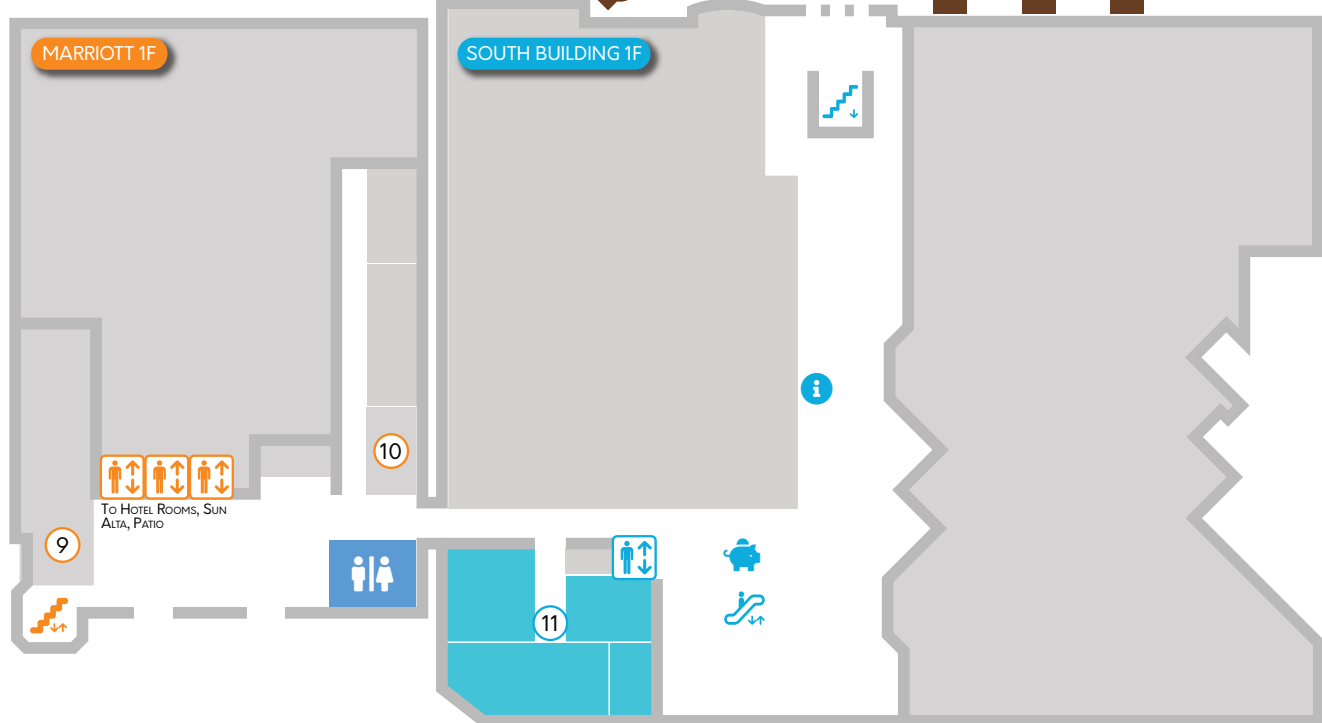 MARRIOTT 1F
SOUTH BUILDING 1F
i
10
To Hotel Rooms, Sun
Alta, Patio
9
11